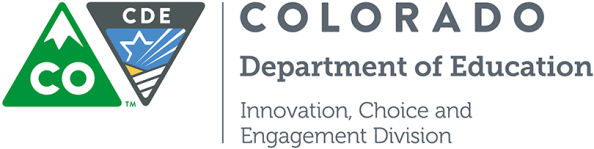 CO
TM
CDE
COLORADO
Department of Education
Innovation, Choice and
Engagement Division